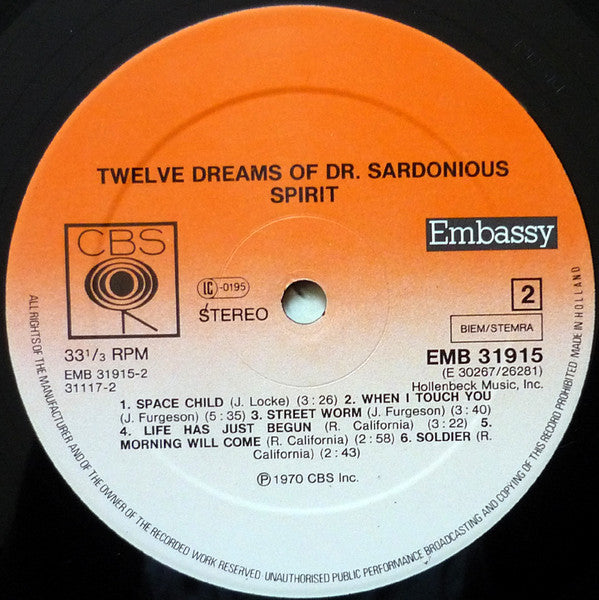 TWELVE DREAMS OF DR. SARDONIOUS
SPIRIT
CBS
Embassy
LC -0195
STEREO
2
BIEM/STEMRA
33 1/3 RPM
EMB 31915-2
31117-2
EMB 31915
(E 30267/26281)
Hollenbeck Music, Inc.
1. SPACE CHILD (J. Locke) (3:26) 2. WHEN I TOUCH YOU
(J. Furgeson) (5:35) 3. STREET WORM (J. Furgeson) (3:40)
4. LIFE HAS JUST BEGUN (R. California) (3:22) 5.
MORNING WILL COME (R. California) (2:58) 6. SOLDIER (R.
California) (2:43)
Ⓟ 1970 CBS Inc.
ALL RIGHTS OF THE MANUFACTURER AND OF THE OWNER OF THE RECORDED WORK RESERVED UNAUTHORISED PUBLIC PERFORMANCE BROADCASTING AND COPYING OF THIS RECORD PROHIBITED MADE IN HOLLAND